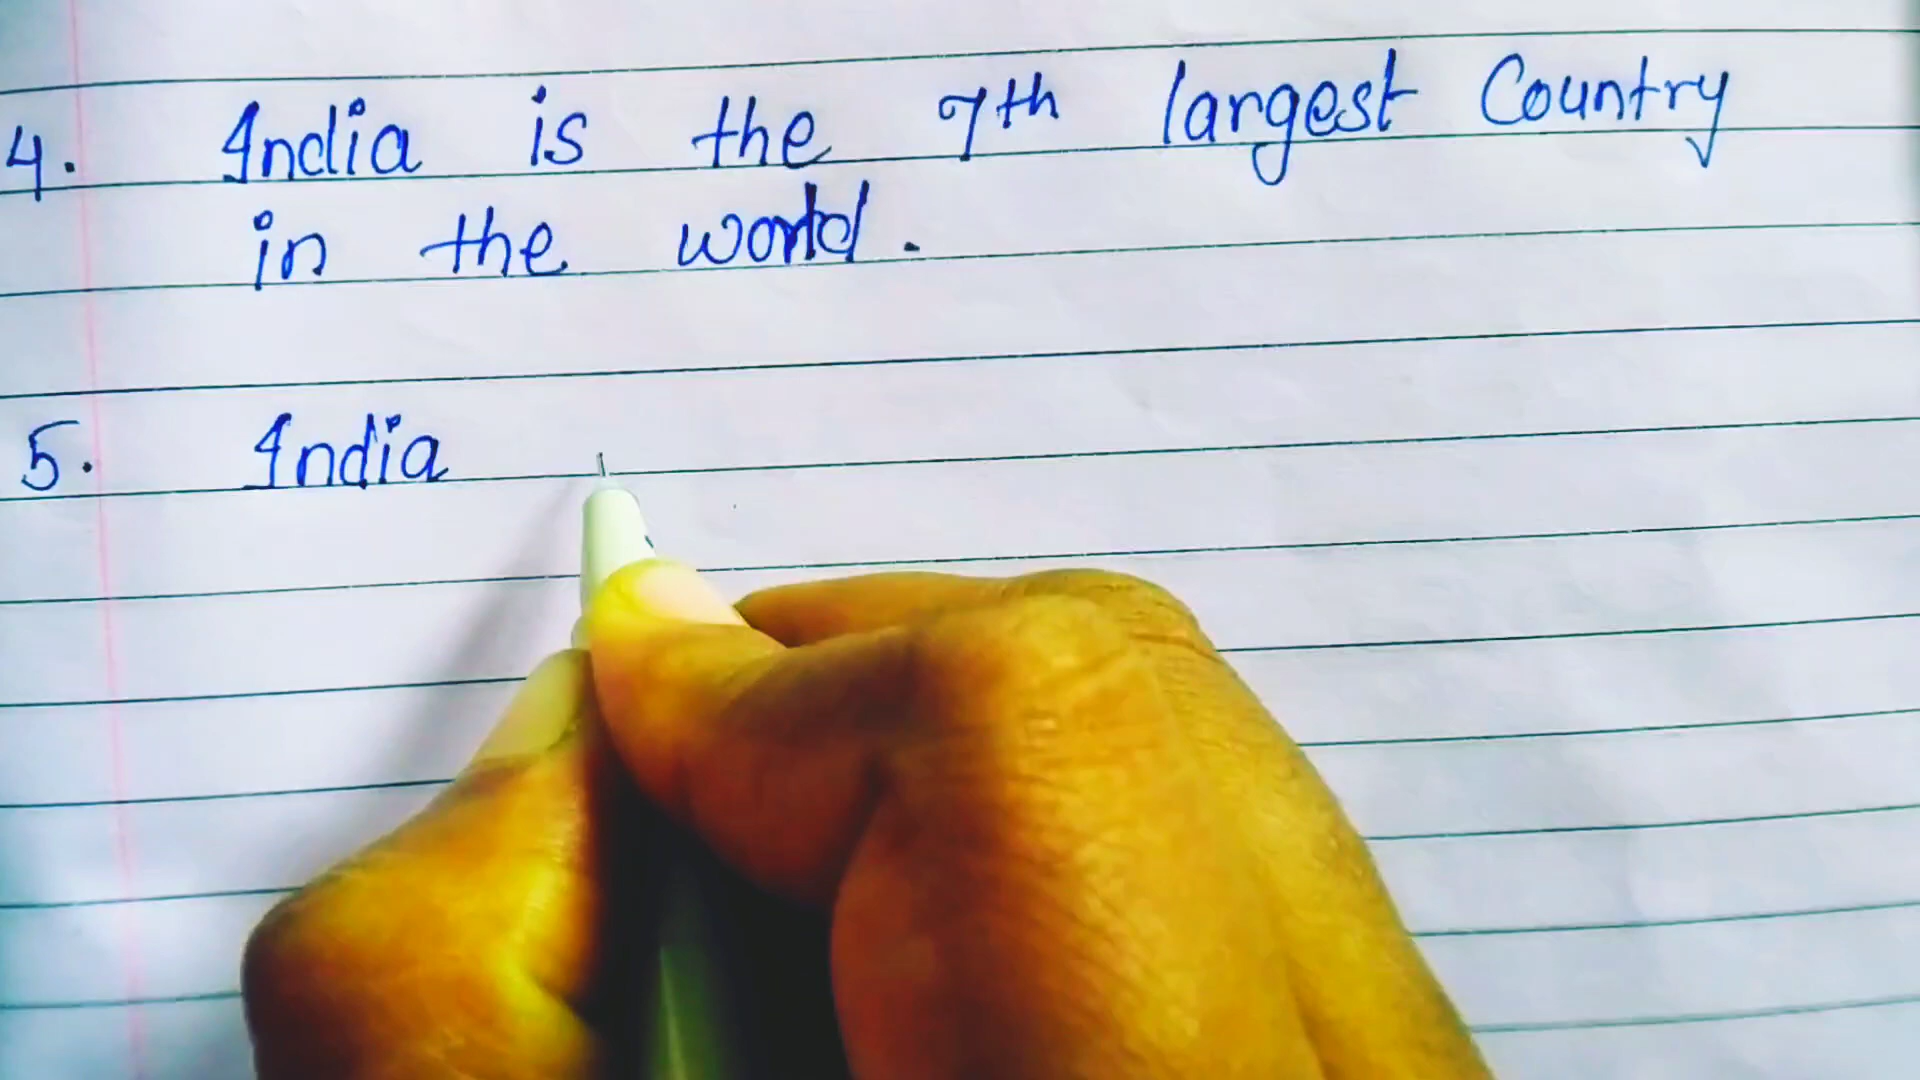 4. India is the 7th largest Country
in the world.
5. India